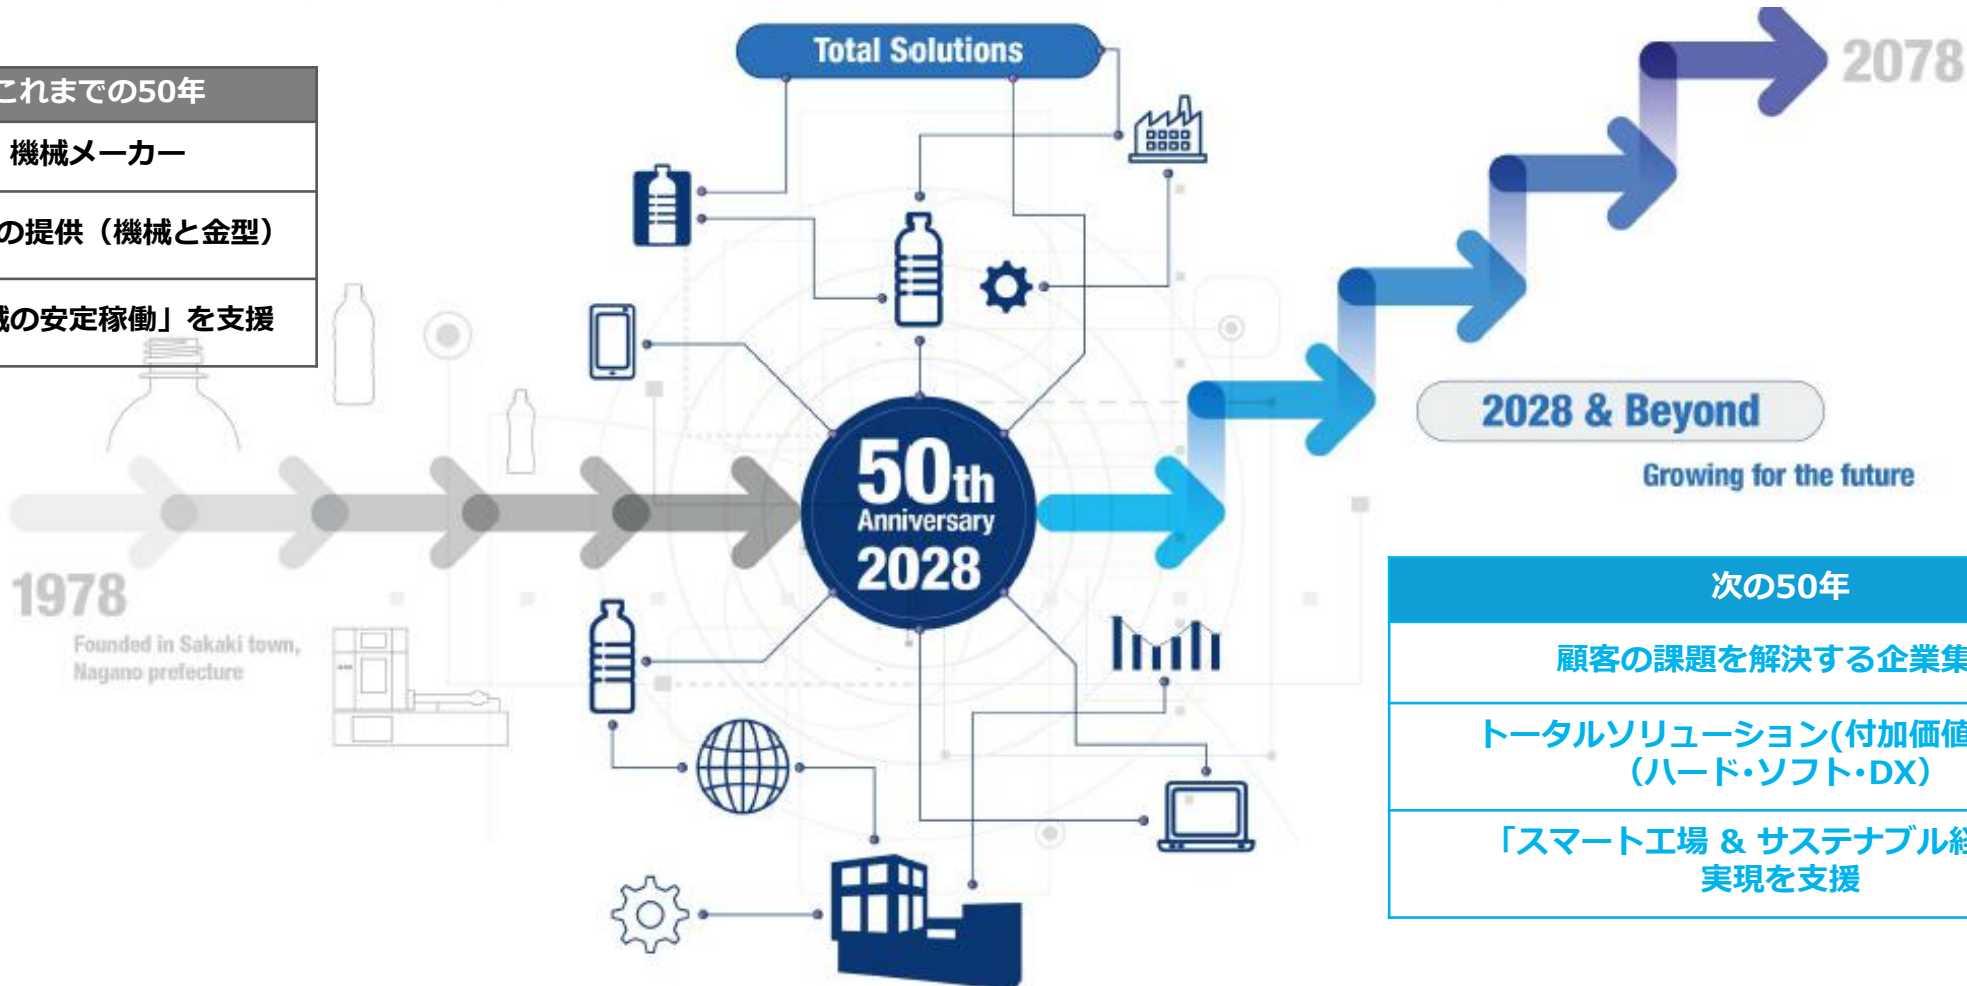 これまでの50年
機械メーカー
の提供（機械と金型）
械の安定稼働」を支援
Total Solutions
2078
50th
Anniversary
2028
2028 & Beyond
Growing for the future
1978
Founded in Sakaki town,
Nagano prefecture
次の50年
顧客の課題を解決する企業集
トータルソリューション(付加価値
（ハード・ソフト・DX）
「スマート工場 & サステナブル経
実現を支援